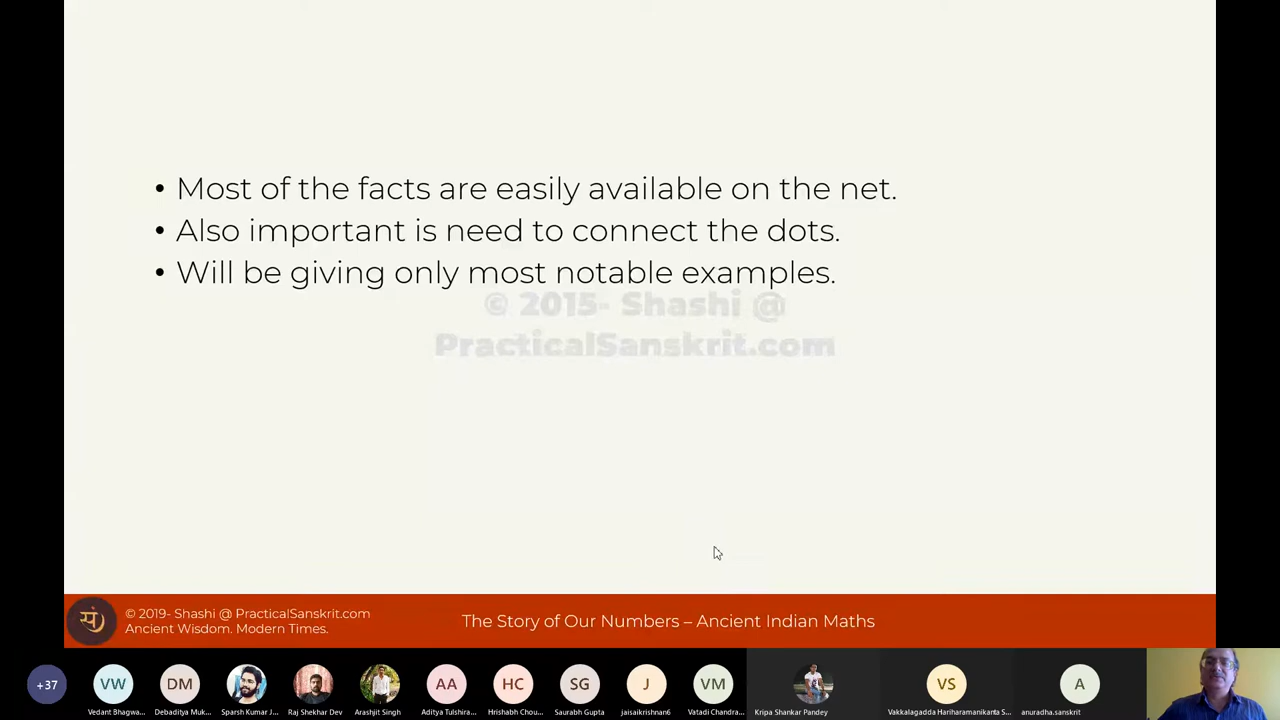 • Most of the facts are easily available on the net.
• Also important is need to connect the dots.
• Will be giving only most notable examples.
© 2015- Shashi @
PracticalSanskrit.com
सं
© 2019- Shashi @ PracticalSanskrit.com
Ancient Wisdom. Modern Times.
The Story of Our Numbers – Ancient Indian Maths
+37
VW
DM
AA
HC
SG
J
VM
VS
A
Vedant Bhagwa...
Debaditya Muk...
Sparsh Kumar J...
Raj Shekhar Dev
Arashjit Singh
Aditya Tulshira...
Hrishabh Chou...
Saurabh Gupta
jaisaikrishnan6
Vatadi Chandra...
Kripa Shankar Pandey
Vakkalagadda Hariharamanikanta S...
anuradha.sanskrit